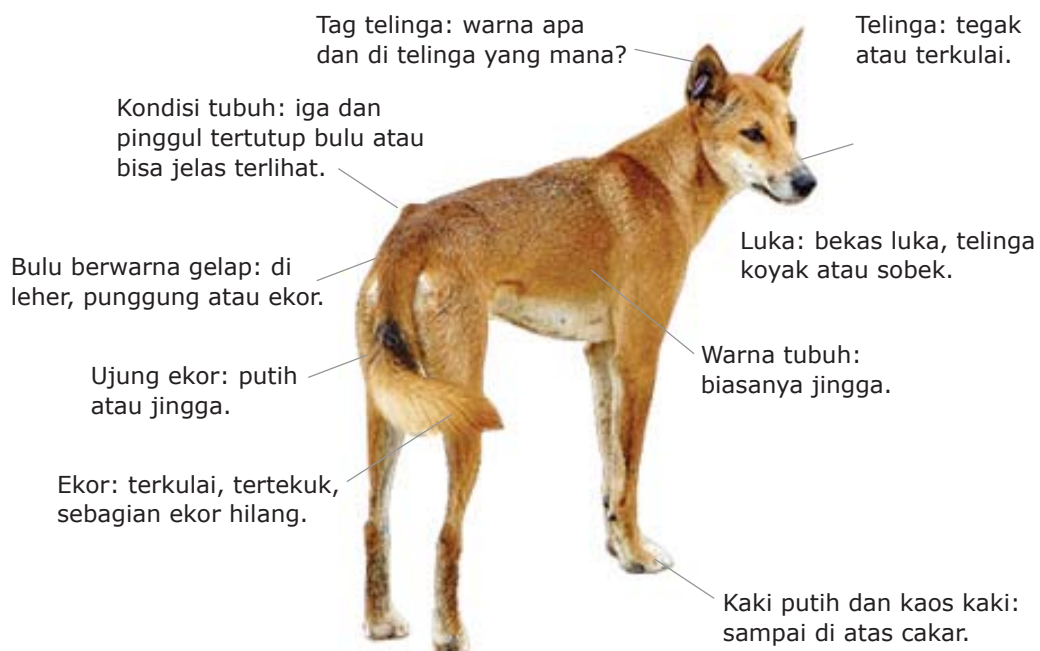 Tag telinga: warna apa
dan di telinga yang mana?
Telinga: tegak
atau terkulai.
Kondisi tubuh: iga dan
pinggul tertutup bulu atau
bisa jelas terlihat.
Luka: bekas luka, telinga
koyak atau sobek.
Bulu berwarna gelap: di
leher, punggung atau ekor.
Warna tubuh:
biasanya jingga.
Ujung ekor: putih
atau jingga.
Ekor: terkulai, tertekuk,
sebagian ekor hilang.
Kaki putih dan kaos kaki:
sampai di atas cakar.